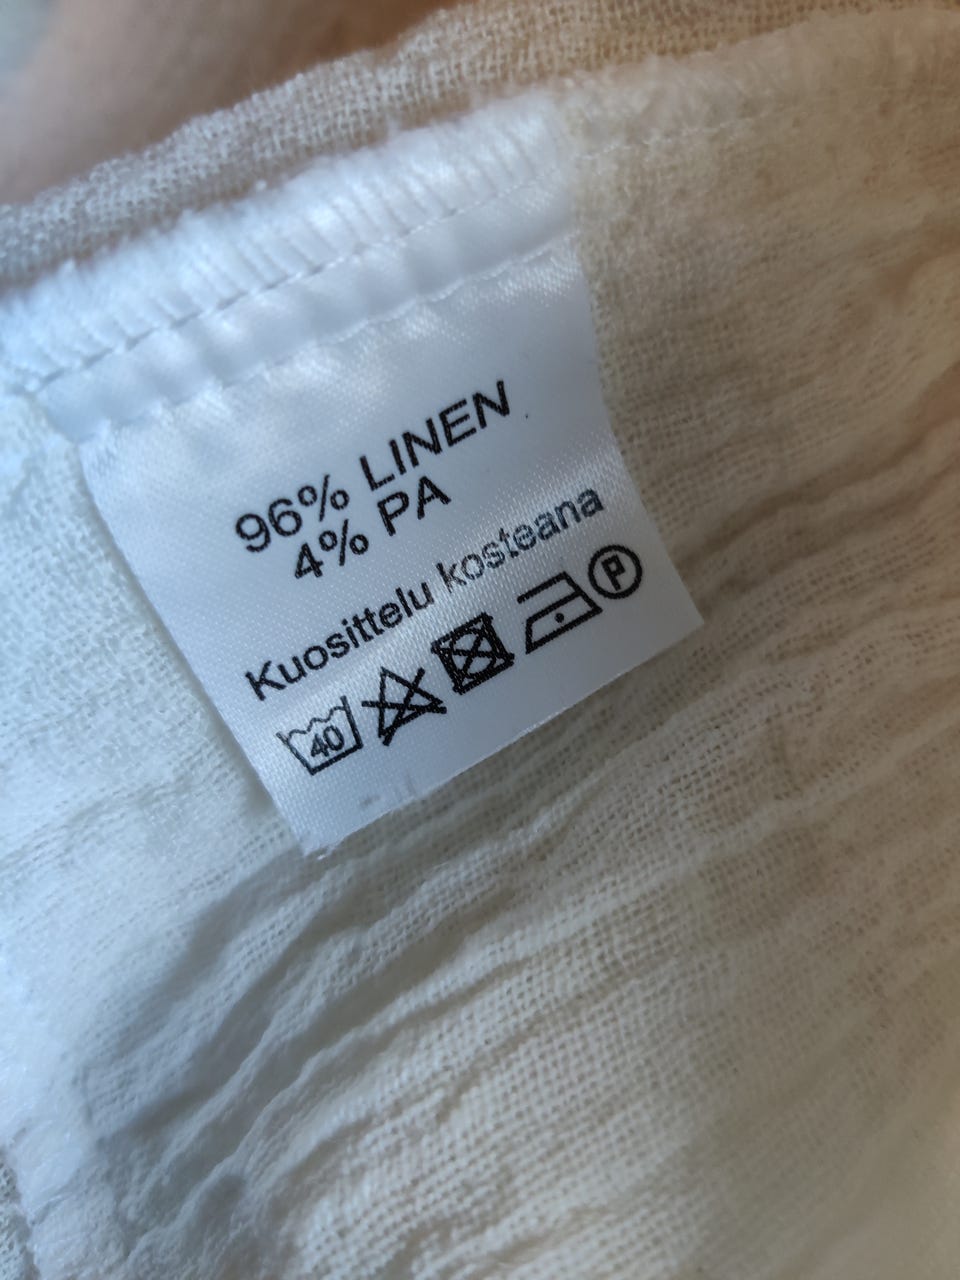 96% LINEN
4% PA
Kuosittelu kosteana
40 P